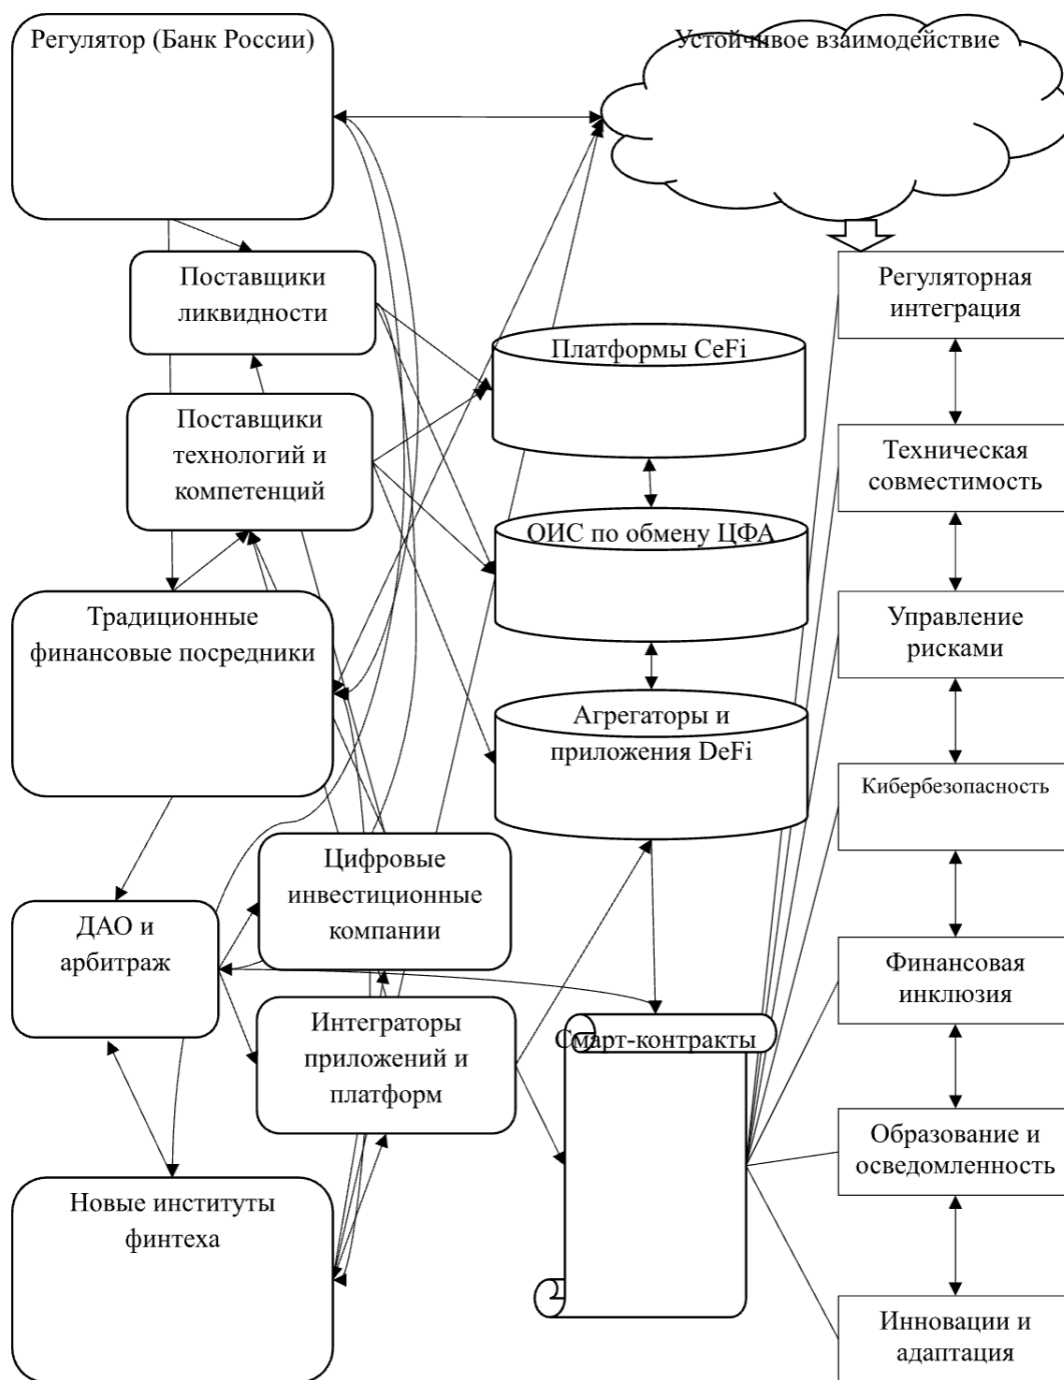 Регулятор (Банк России)
Устойчивое взаимодействие
Поставщики
ликвидности
Поставщики
технологий и
компетенций
Традиционные
финансовые посредники
ДАО и
арбитраж
Цифровые
инвестиционные
компании
Интеграторы
приложений и
платформ
Новые институты
финтеха
Платформы CeFi
ОИС по обмену ЦФА
Агрегаторы и
приложения DeFi
Смарт-контракты
Регуляторная
интеграция
Техническая
совместимость
Управление
рисками
Кибербезопасность
Финансовая
инклюзия
Образование и
осведомленность
Инновации и
адаптация